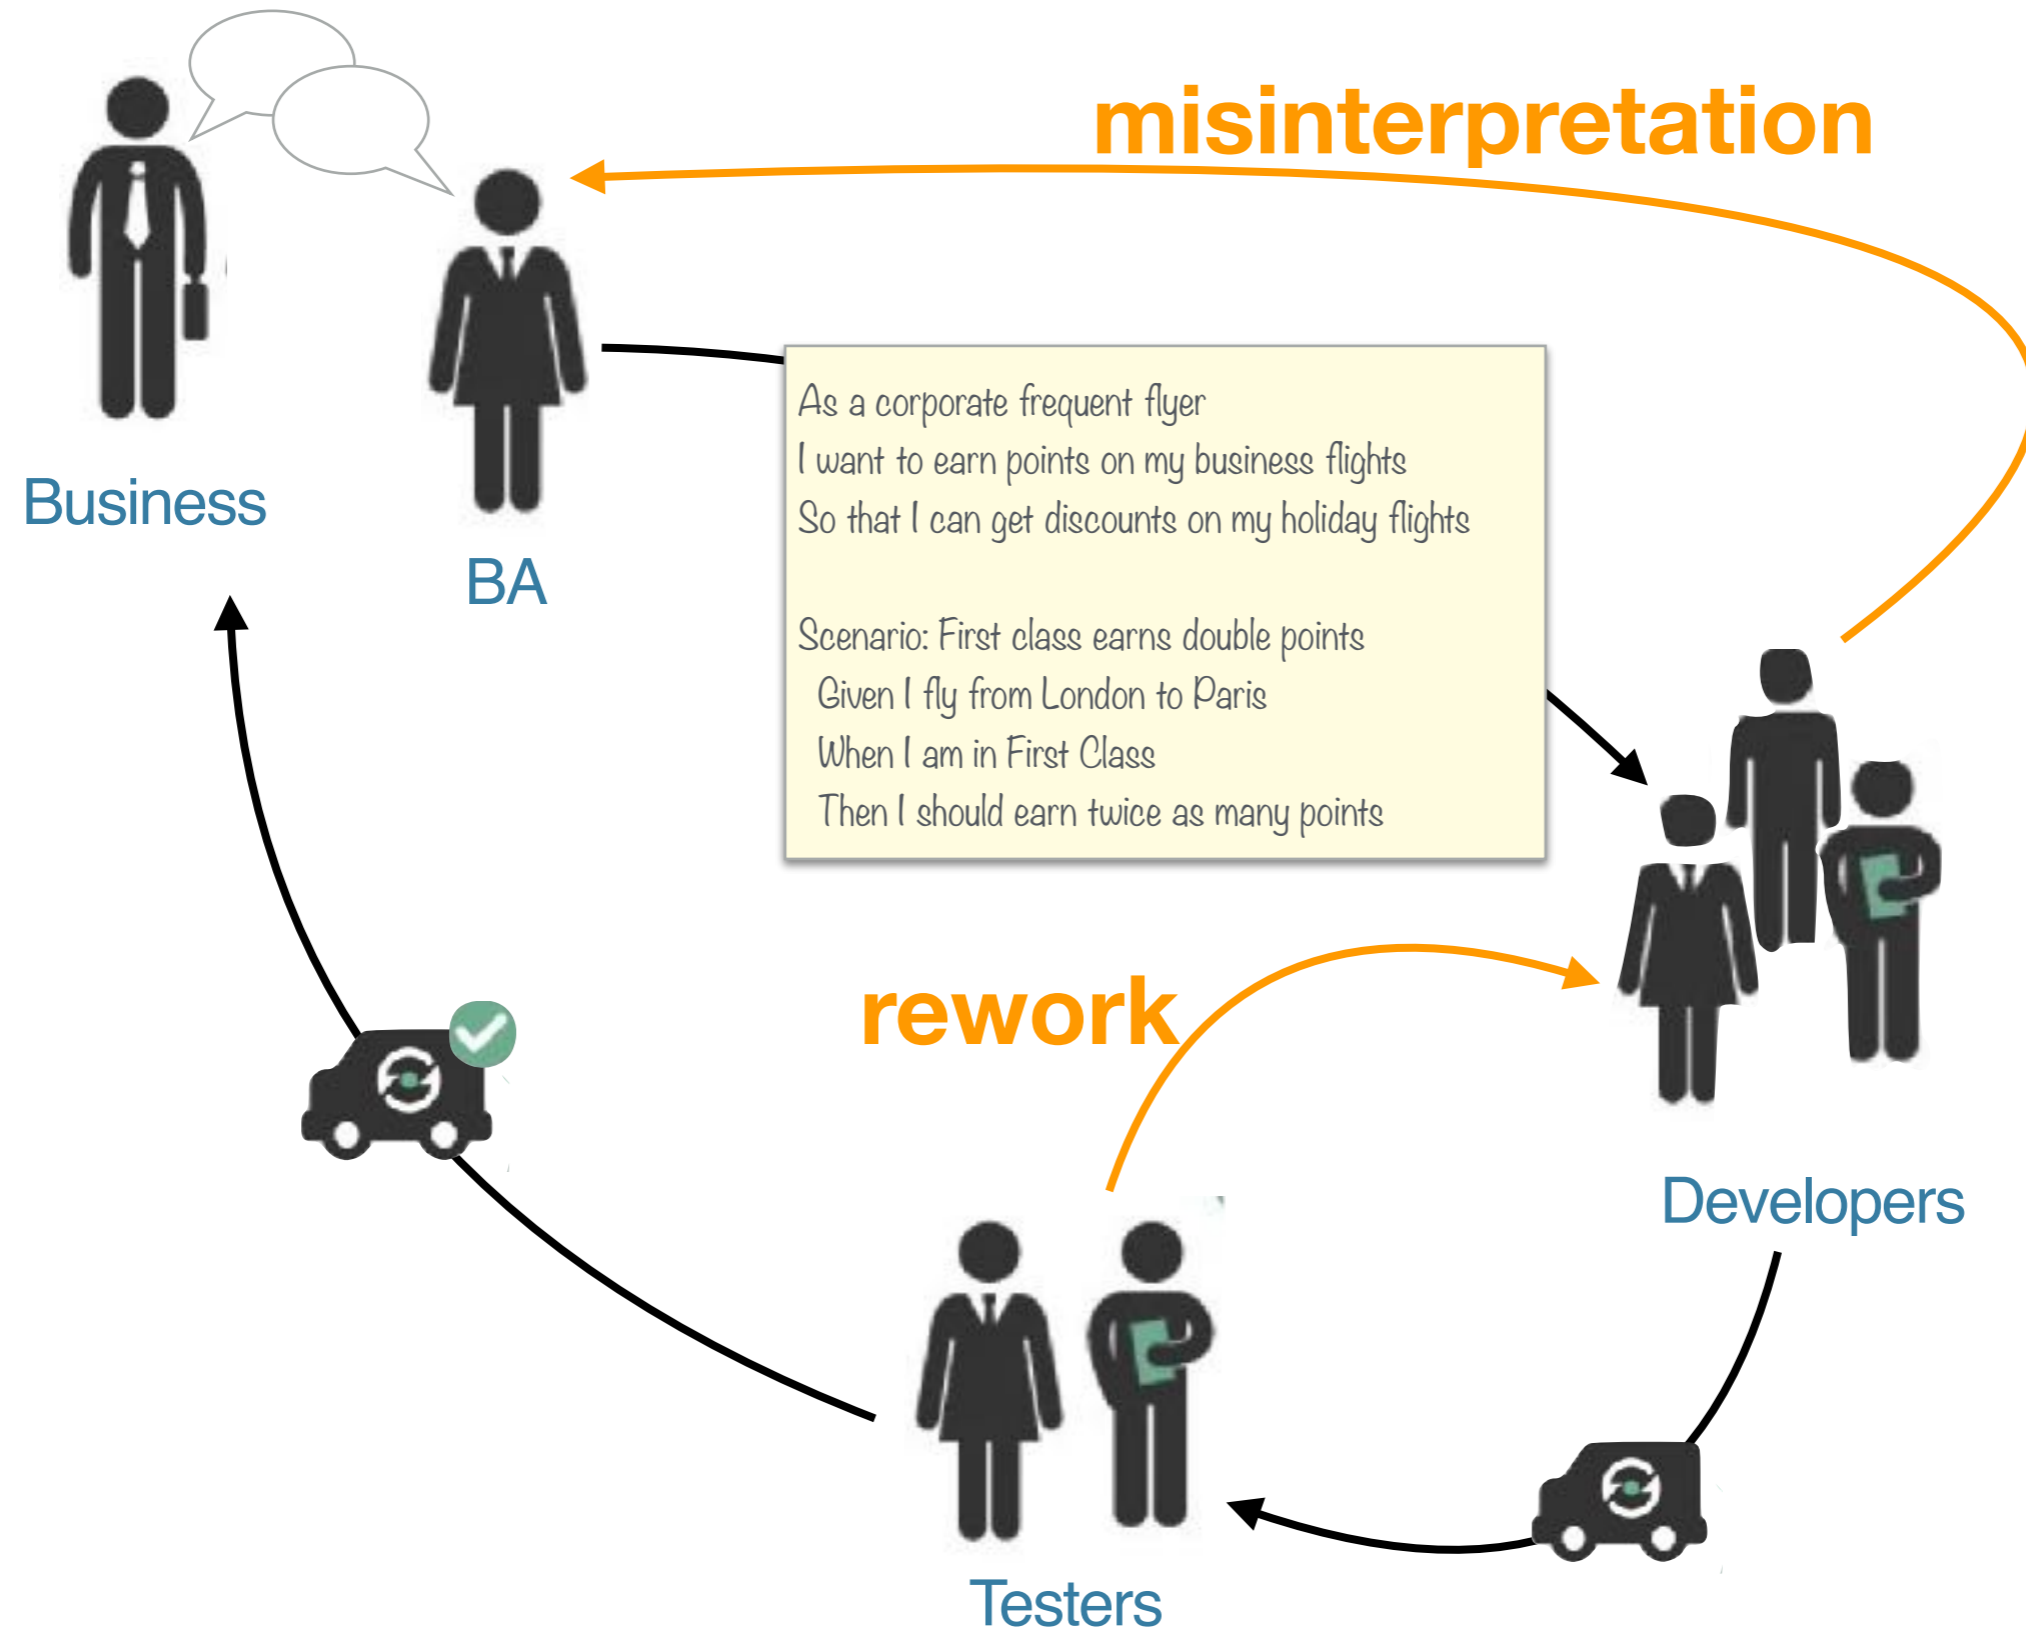 misinterpretation
Business
BA
As a corporate frequent flyer
I want to earn points on my business flights
So that I can get discounts on my holiday flights
Scenario: First class earns double points
Given I fly from London to Paris
When I am in First Class
Then I should earn twice as many points
rework
Developers
Testers